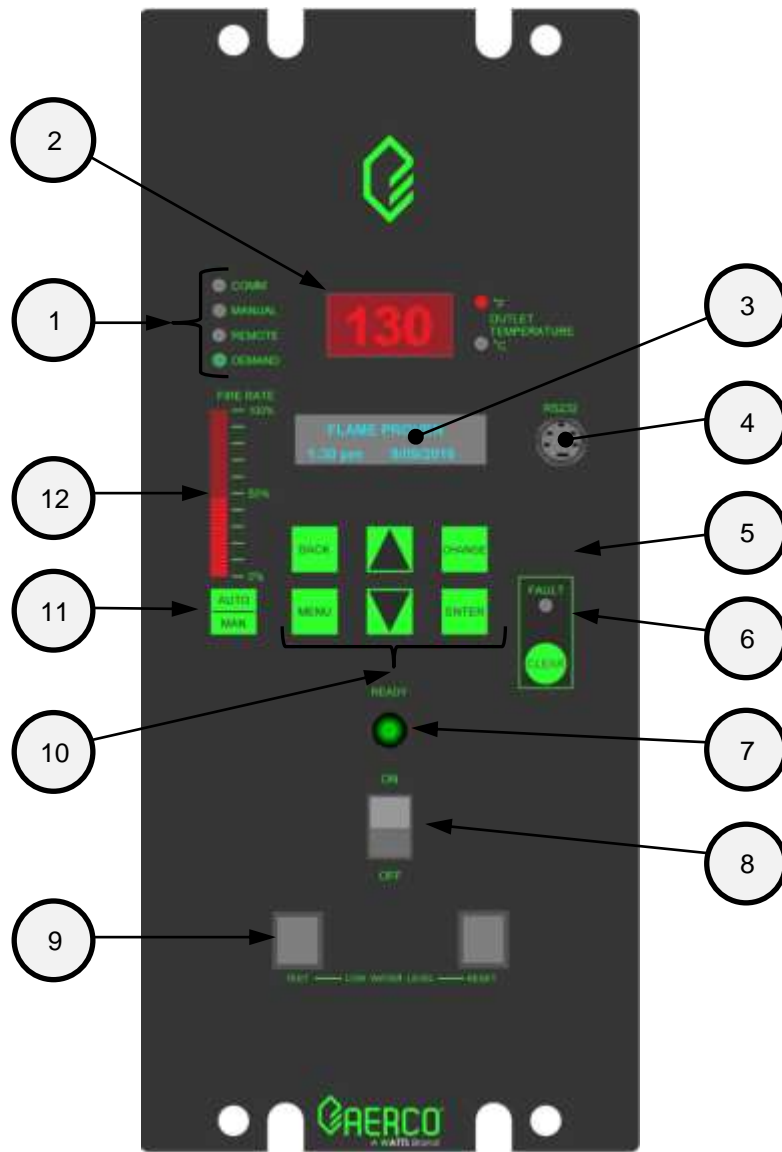 2
1
COMM
MANUAL
REMOTE
DEMAND
130
°F
OUTLET
TEMPERATURE
°C
3
FIRE RATE
100%
50%
0%
FLAME PROVEN
1:30 pm
RS232
4
12
BACK
CHANGE
5
MENU
ENTER
FAULT
CLEAR
6
AUTO
MAN
11
READY
10
7
ON
OFF
8
9
TEST LOW WATER LEVEL RESET
AERCO
A WATTS Brand